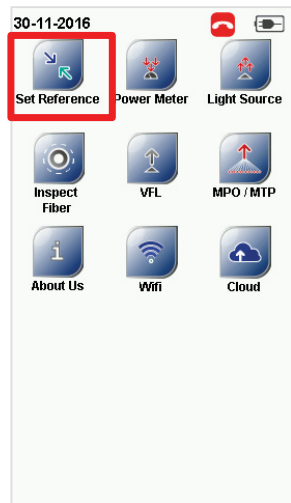 30-11-2016
Set Reference Power Meter Light Source
Inspect Fiber VFL MPO / MTP
About Us Wifi Cloud